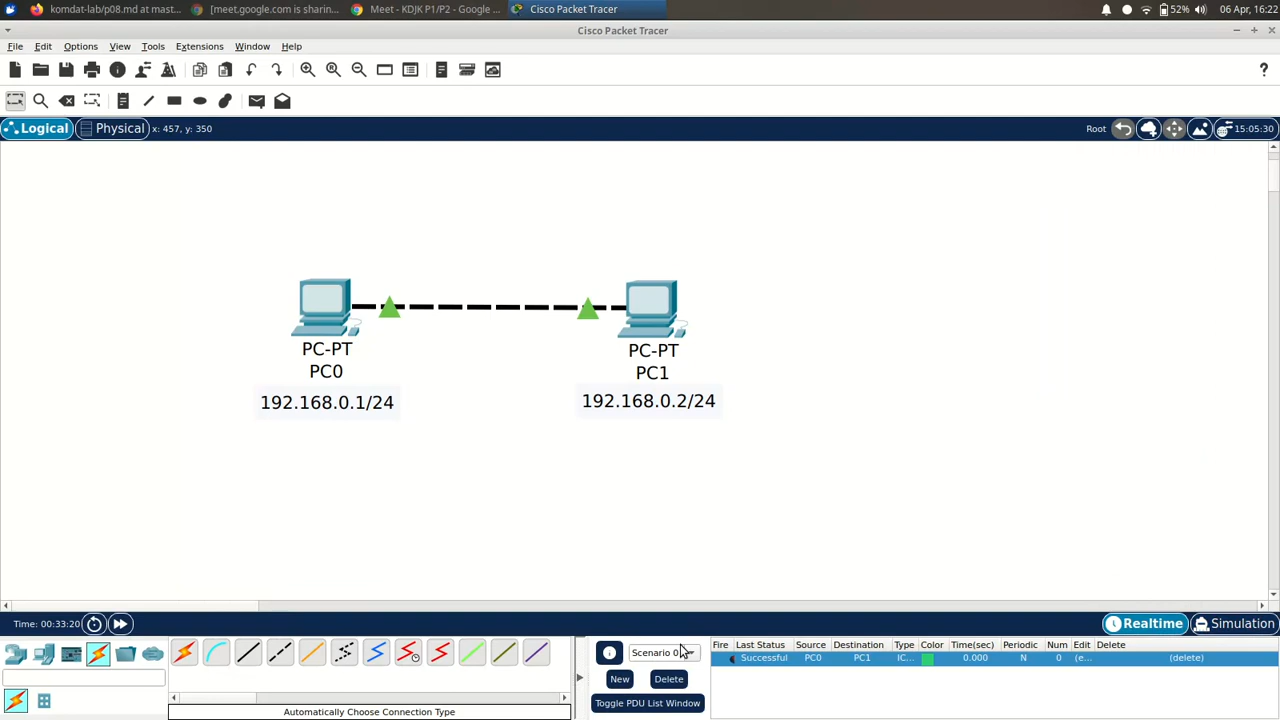 komdat-lab/p08.md at mast...
[meet.google.com is sharin...
Meet - KDJK P1/P2 - Google ...
Cisco Packet Tracer
52%
06 Apr, 16:22
Cisco Packet Tracer
File Edit Options View Tools Extensions Window Help
Logical
Physical
x: 457, y: 350
Root
15:05:30
PC-PT
PC0
192.168.0.1/24
PC-PT
PC1
192.168.0.2/24
Time: 00:33:20
Realtime
Simulation
Scenario 0
New
Delete
Toggle PDU List Window
Automatically Choose Connection Type
Fire Last Status Source Destination Type Color Time(sec) Periodic Num Edit Delete
Successful PC0 PC1 IC... 0.000 N 0 (e... (delete)